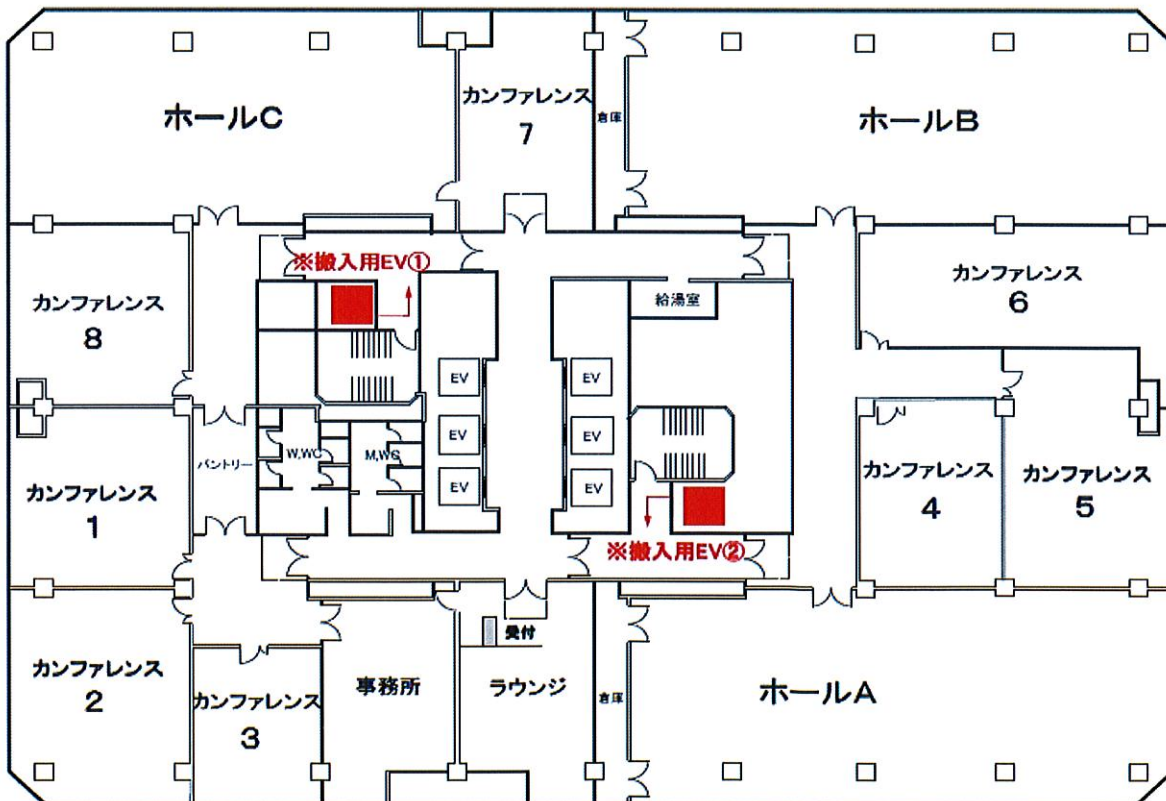 ホールC
カンファレンス
7
倉庫
ホールB
※搬入用EV①
カンファレンス
8
給湯室
カンファレンス
6
EV
EV
EV
EV
EV
EV
W,WC
M,WC
パントリー
カンファレンス
1
カンファレンス
4
カンファレンス
5
※搬入用EV②
カンファレンス
2
カンファレンス
3
事務所
受付
ラウンジ
倉庫
ホールA